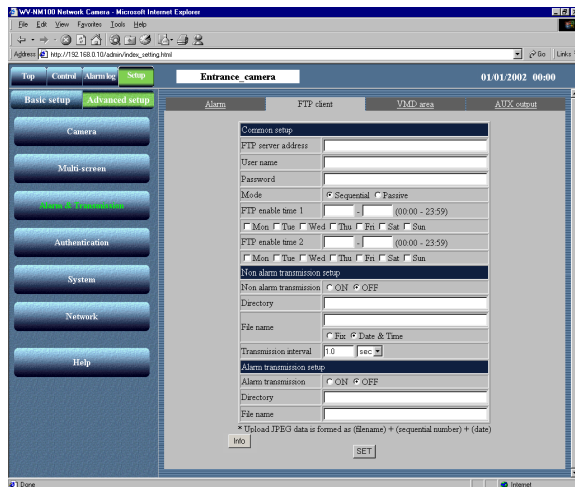 WV-NM100 Network Camera - Microsoft Internet Explorer
File Edit View Favorites Tools Help
Address http://192.168.0.10/admin/index_setting.html Go Links
Top Control Alarm log Setup Entrance_camera 01/01/2002 00:00
Basic setup Advanced setup
Alarm FTP client VMD area AUX output
Camera
Multi-screen
Alarm & Transmission
Authentication
System
Network
Help
Common setup
FTP server address
User name
Password
Mode Sequential Passive
FTP enable time 1 - (00:00 - 23:59)
Mon Tue Wed Thu Fri Sat Sun
FTP enable time 2 - (00:00 - 23:59)
Mon Tue Wed Thu Fri Sat Sun
Non alarm transmission setup
Non alarm transmission ON OFF
Directory
File name
Fix Date & Time
Transmission interval 1.0 sec
Alarm transmission setup
Alarm transmission ON OFF
Directory
File name
* Upload JPEG data is formed as (filename) + (sequential number) + (date)
Info
SET
Done Internet